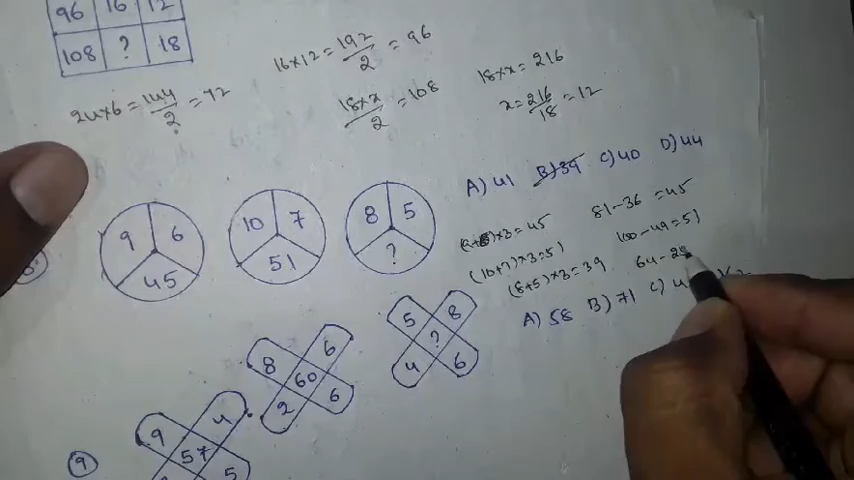 96 16 12
108 ? 18
24×6 = 144/2 = 72
16×12 = 192/2 = 96
18×x/2 = 108
18×x = 216
x = 216/18 = 12
9 6 45
10 7 51
8 5 ?
A) 41 B) 39 C) 40 D) 44
×3 = 45
(10+7)×3=51
(8+5)×3=39
81-36 = 45
100-49=51
64-
A) 58 B) 71 C)
9
9 4 57 5
8 6 60 2 6
5 8 ? 4 6